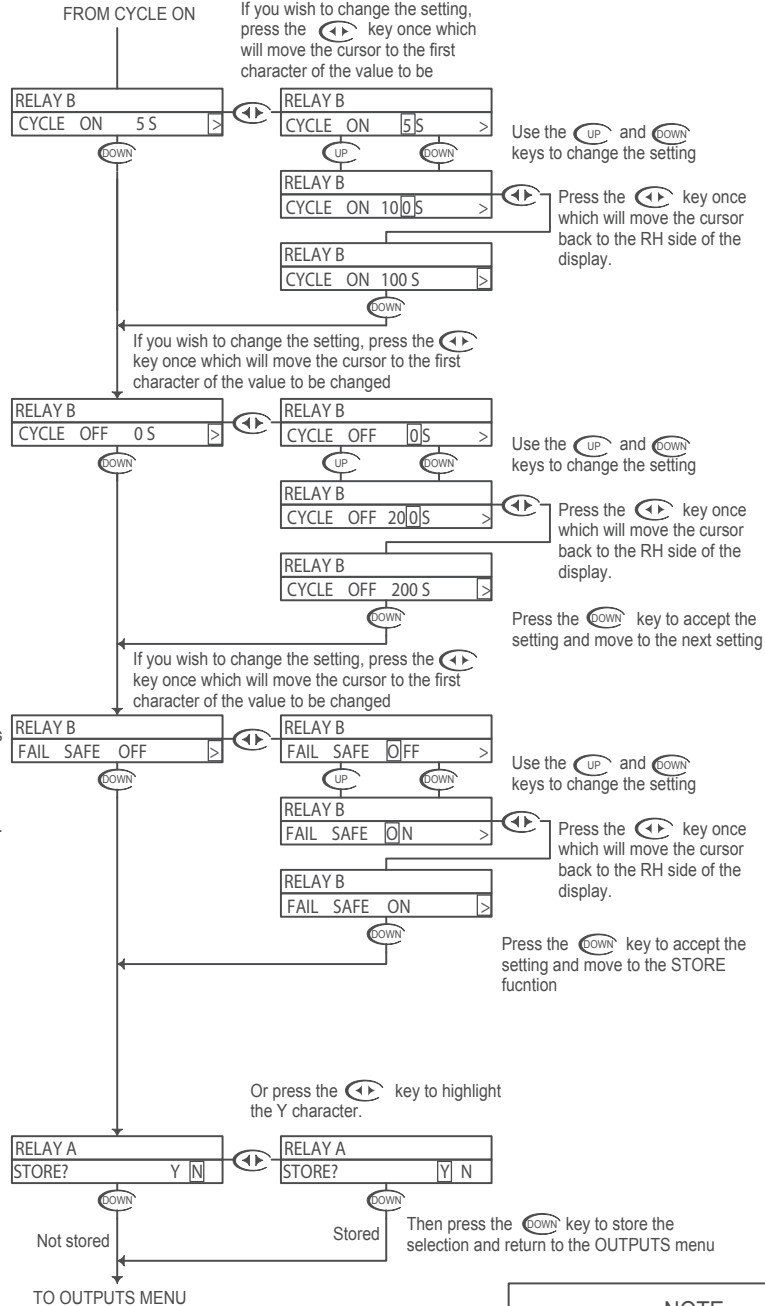 FROM CYCLE ON
If you wish to change the setting,
press the key once which
will move the cursor to the first
character of the value to be
RELAY B
CYCLE ON 5 S >
RELAY B
CYCLE ON 5S >
DOWN
UP
DOWN
Use the UP and DOWN
keys to change the setting
RELAY B
CYCLE ON 100S >
Press the key once
which will move the cursor
back to the RH side of the
display.
RELAY B
CYCLE ON 100 S >
DOWN
If you wish to change the setting, press the
key once which will move the cursor to the first
character of the value to be changed
RELAY B
CYCLE OFF 0 S >
RELAY B
CYCLE OFF 0S >
DOWN
UP
DOWN
Use the UP and DOWN
keys to change the setting
RELAY B
CYCLE OFF 200S >
Press the key once
which will move the cursor
back to the RH side of the
display.
RELAY B
CYCLE OFF 200 S >
DOWN
Press the DOWN key to accept the
setting and move to the next setting
If you wish to change the setting, press the
key once which will move the cursor to the first
character of the value to be changed
RELAY B
FAIL SAFE OFF >
RELAY B
FAIL SAFE OFF >
DOWN
UP
DOWN
Use the UP and DOWN
keys to change the setting
RELAY B
FAIL SAFE ON >
Press the key once
which will move the cursor
back to the RH side of the
display.
RELAY B
FAIL SAFE ON >
DOWN
Press the DOWN key to accept the
setting and move to the STORE
fucntion
Or press the key to highlight
the Y character.
RELAY A
STORE? Y N
RELAY A
STORE? Y N
DOWN
DOWN
Not stored
Stored
Then press the DOWN key to store the
selection and return to the OUTPUTS menu
TO OUTPUTS MENU
NOTE